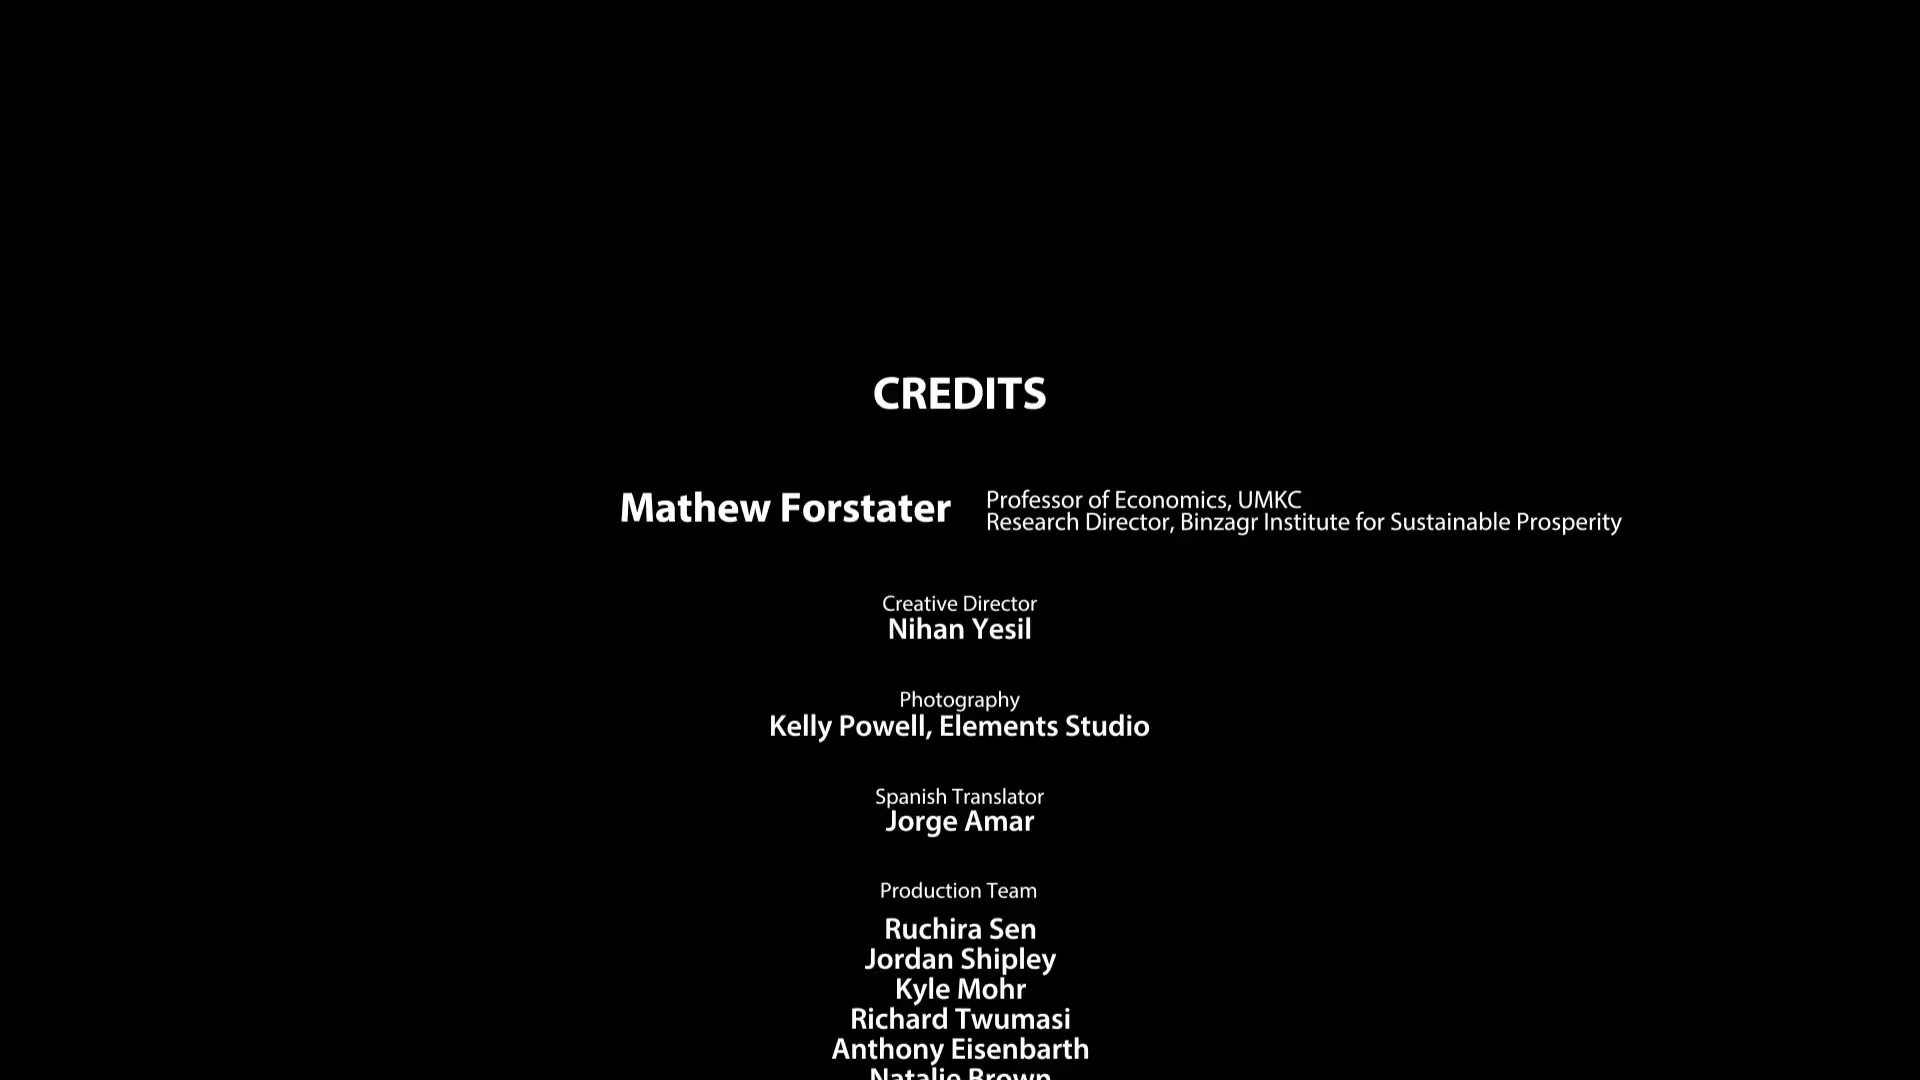 CREDITS
Mathew Forstater
Professor of Economics, UMKC
Research Director, Binzagr Institute for Sustainable Prosperity
Creative Director
Nihan Yesil
Photography
Kelly Powell, Elements Studio
Spanish Translator
Jorge Amar
Production Team
Ruchira Sen
Jordan Shipley
Kyle Mohr
Richard Twumasi
Anthony Eisenbarth
Natalie Brown